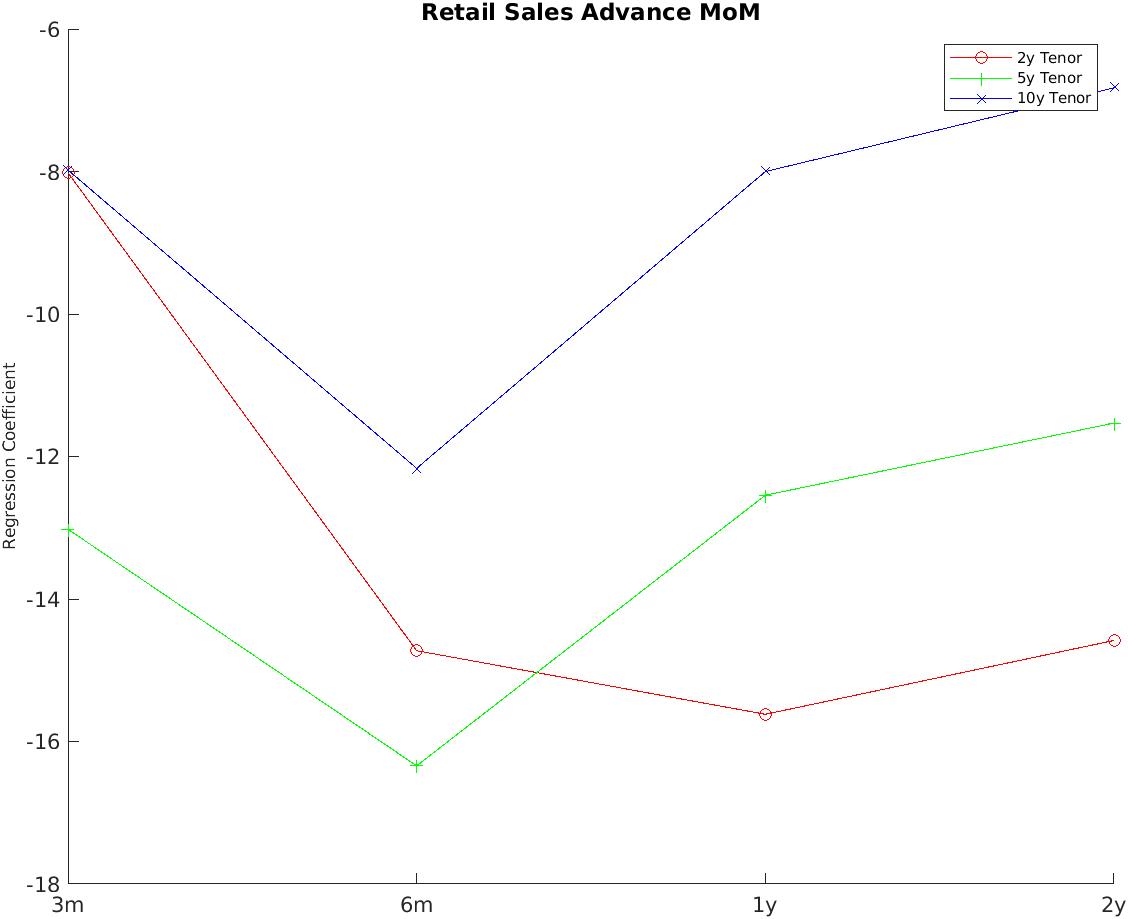 Retail Sales Advance MoM
2y Tenor
5y Tenor
10y Tenor
Regression Coefficient
-6
-8
-10
-12
-14
-16
-18
3m
6m
1y
2y